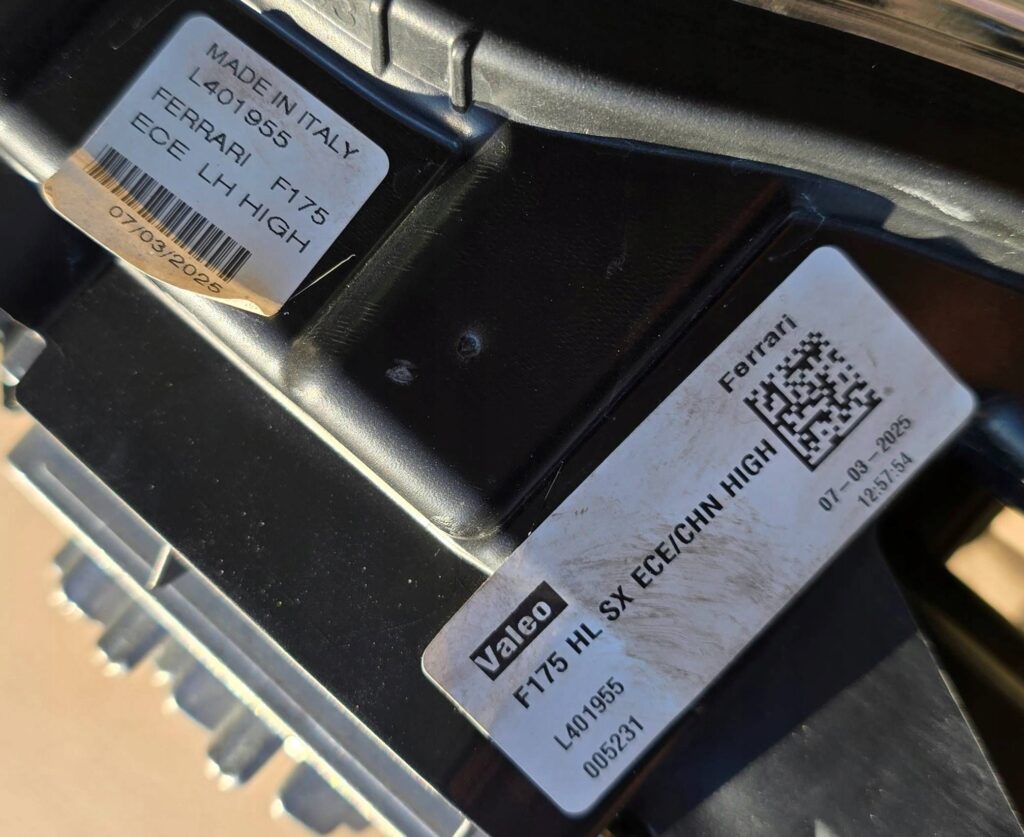 MADE IN ITALY
L401955
FERRARI F175
ECE LH HIGH
07/03/2025
Ferrari
07-03-2025
12:57:54
Valeo
F175 HL SX ECE/CHN HIGH
L401955
005231